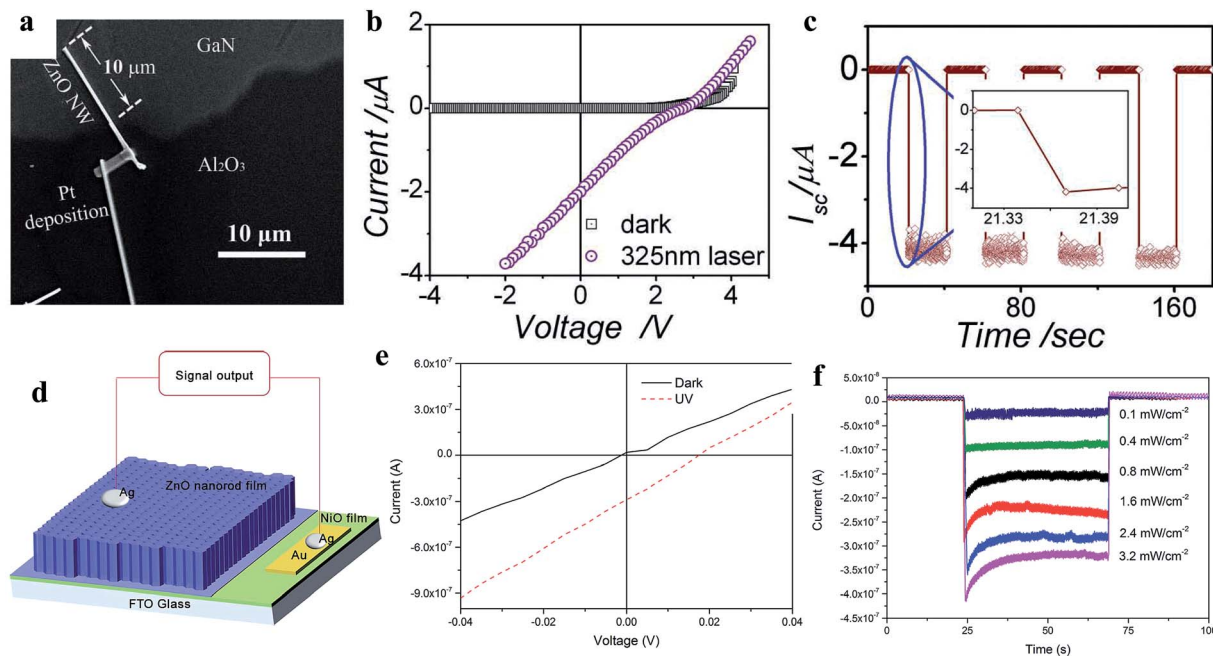 a
GaN
10 µm
ZnO NW
Al₂O₃
Pt
deposition
10 µm
b
2
0
-2
-4
Current /µA
dark
325nm laser
-4
-2
0
2
4
Voltage /V
c
0
-2
-4
I_sc/µA
0
-1
-2
-3
-4
21.33
21.39
0
80
160
Time /sec
d
Signal output
Ag
ZnO nanorod film
NiO film
Ag
Au
FTO Glass
e
6.0x10⁻⁷
3.0x10⁻⁷
0.0
-3.0x10⁻⁷
-6.0x10⁻⁷
-9.0x10⁻⁷
Current (A)
Dark
UV
-0.04
-0.02
0.00
0.02
0.04
Voltage (V)
f
5.0x10⁻⁸
0.0
-5.0x10⁻⁸
-1.0x10⁻⁷
-1.5x10⁻⁷
-2.0x10⁻⁷
-2.5x10⁻⁷
-3.0x10⁻⁷
-3.5x10⁻⁷
-4.0x10⁻⁷
-4.5x10⁻⁷
Current (A)
0.1 mW/cm⁻²
0.4 mW/cm⁻²
0.8 mW/cm⁻²
1.6 mW/cm⁻²
2.4 mW/cm⁻²
3.2 mW/cm⁻²
0
25
50
75
100
Time (s)